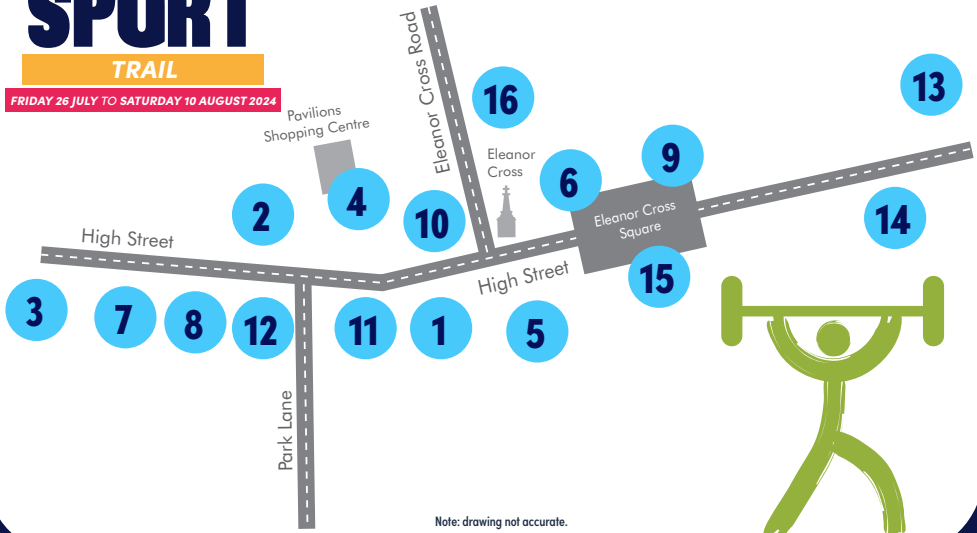 SPORT
TRAIL
FRIDAY 26 JULY TO SATURDAY 10 AUGUST 2024
Pavilions
Shopping Centre
Eleanor Cross Road
16
13
Eleanor
Cross
9
6
4
2
10
Eleanor Cross
Square
14
High Street
High Street
15
3
7
8
12
11
1
5
Park Lane
Note: drawing not accurate.